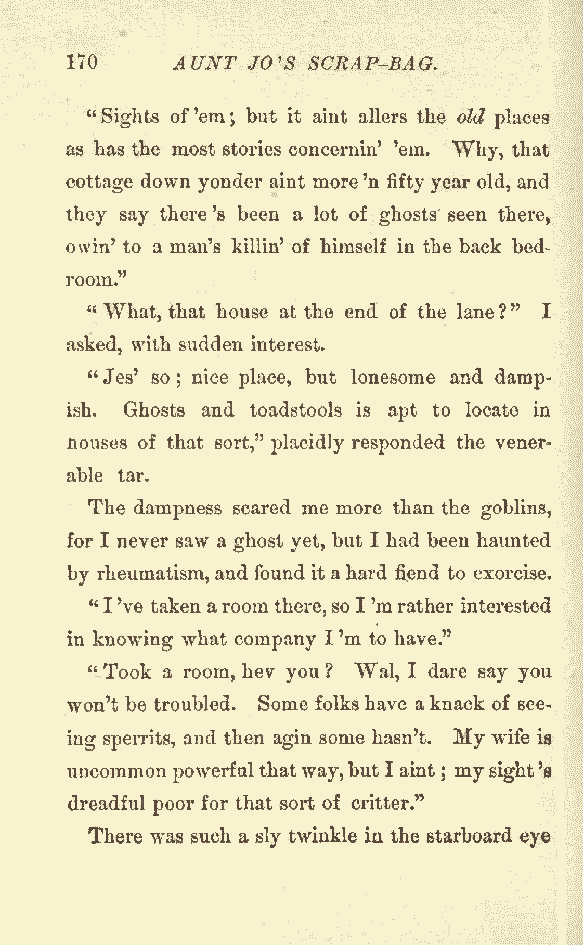 170 AUNT JO'S SCRAP-BAG.
“Sights of 'em; but it aint allers the old places
as has the most stories concernin' 'em. Why, that
cottage down yonder aint more 'n fifty year old, and
they say there 's been a lot of ghosts seen there,
owin' to a man's killin' of himself in the back bed-
room.”
“What, that house at the end of the lane?” I
asked, with sudden interest.
“Jes' so; nice place, but lonesome and damp-
ish. Ghosts and toadstools is apt to locate in
houses of that sort,” placidly responded the vener-
able tar.
The dampness scared me more than the goblins,
for I never saw a ghost yet, but I had been haunted
by rheumatism, and found it a hard fiend to exorcise.
“I 've taken a room there, so I 'm rather interested
in knowing what company I 'm to have.”
“Took a room, hev you? Wal, I dare say you
won't be troubled. Some folks have a knack of see-
ing sperrits, and then agin some hasn't. My wife is
uncommon powerful that way, but I aint; my sight 's
dreadful poor for that sort of critter.”
There was such a sly twinkle in the starboard eye